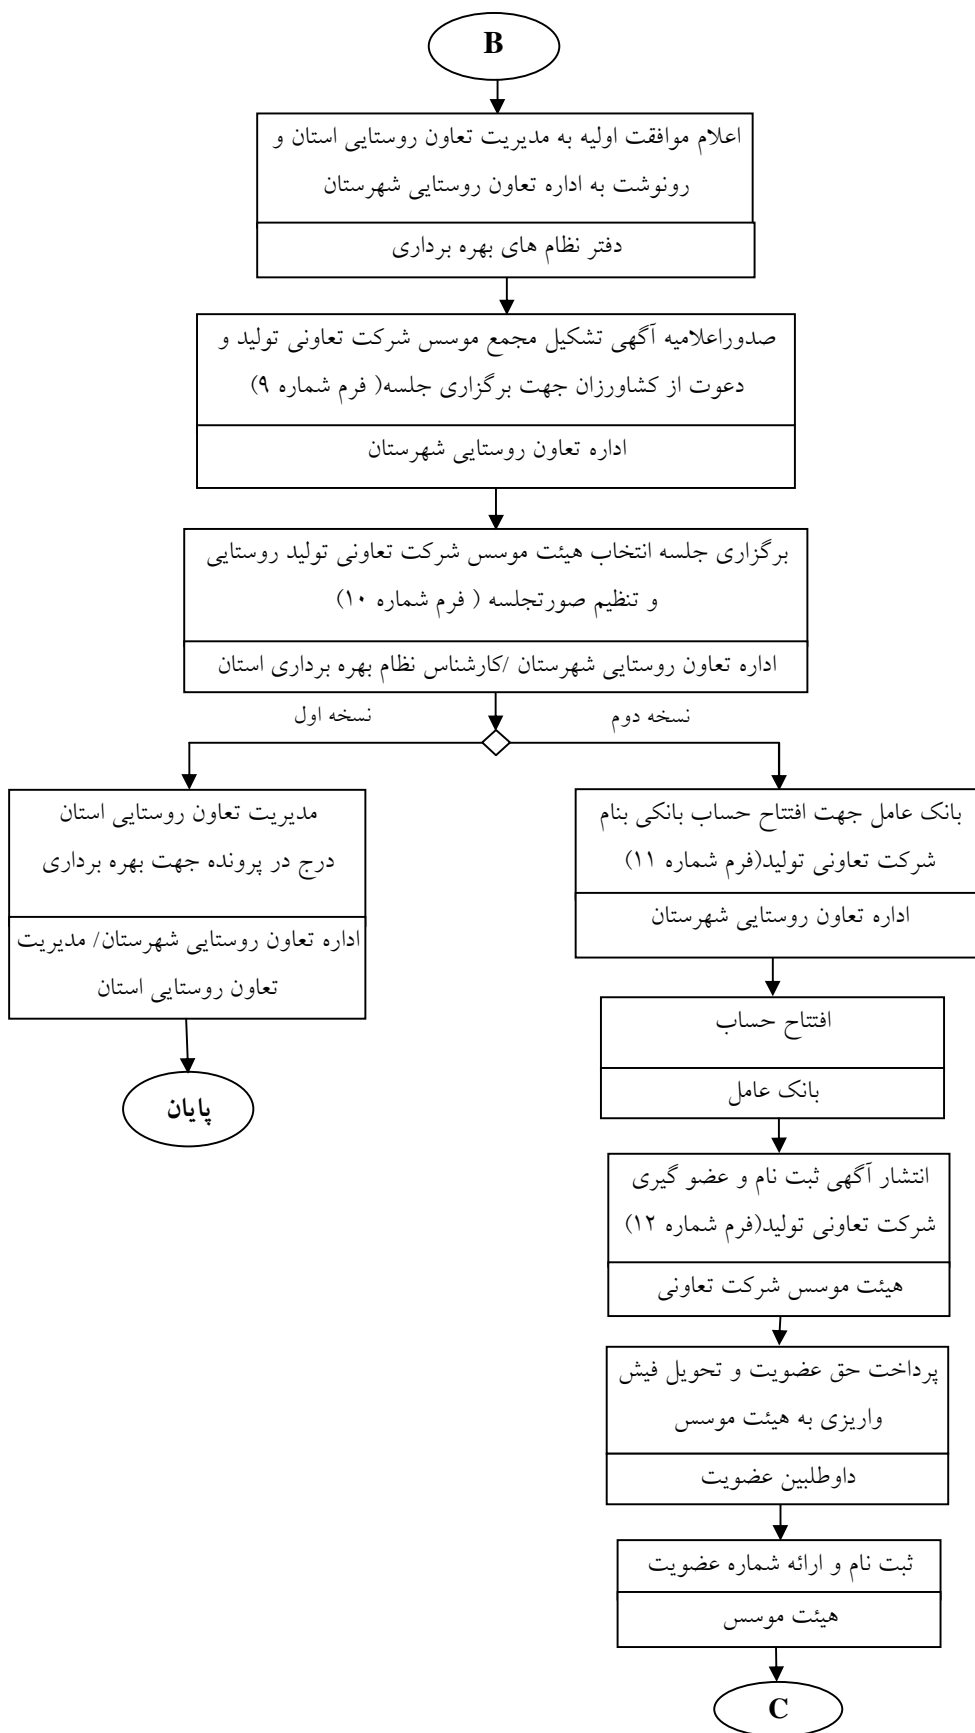 B
اعلام موافقت اولیه به مدیریت تعاون روستایی استان و
رونوشت به اداره تعاون روستایی شهرستان
دفتر نظام های بهره برداری
صدوراعلامیه آگهی تشکیل مجمع موسس شرکت تعاونی تولید و
دعوت از کشاورزان جهت برگزاری جلسه( فرم شماره ۹)
اداره تعاون روستایی شهرستان
برگزاری جلسه انتخاب هیئت موسس شرکت تعاونی تولید روستایی
و تنظیم صورتجلسه ( فرم شماره ۱۰)
اداره تعاون روستایی شهرستان /کارشناس نظام بهره برداری استان
نسخه دوم
نسخه اول
بانک عامل جهت افتتاح حساب بانکی بنام
شرکت تعاونی تولید(فرم شماره ۱۱)
اداره تعاون روستایی شهرستان
مدیریت تعاون روستایی استان
درج در پرونده جهت بهره برداری
اداره تعاون روستایی شهرستان/ مدیریت
تعاون روستایی استان
پایان
افتتاح حساب
بانک عامل
انتشار آگهی ثبت نام و عضو گیری
شرکت تعاونی تولید(فرم شماره ۱۲)
هیئت موسس شرکت تعاونی
پرداخت حق عضویت و تحویل فیش
واریزی به هیئت موسس
داوطلبین عضویت
ثبت نام و ارائه شماره عضویت
هیئت موسس
C